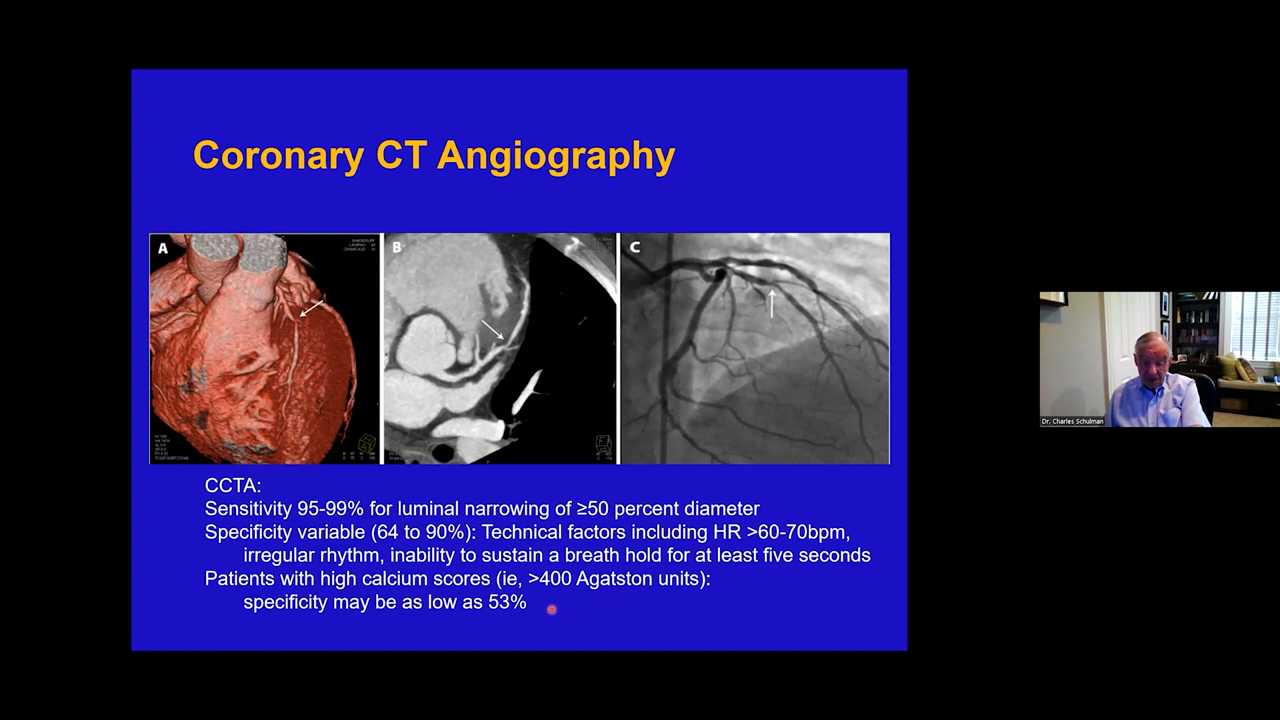 Coronary CT Angiography
A
B
C
CCTA:
Sensitivity 95-99% for luminal narrowing of ≥50 percent diameter
Specificity variable (64 to 90%): Technical factors including HR >60-70bpm,
irregular rhythm, inability to sustain a breath hold for at least five seconds
Patients with high calcium scores (ie, >400 Agatston units):
specificity may be as low as 53%
Dr. Charles Schulman